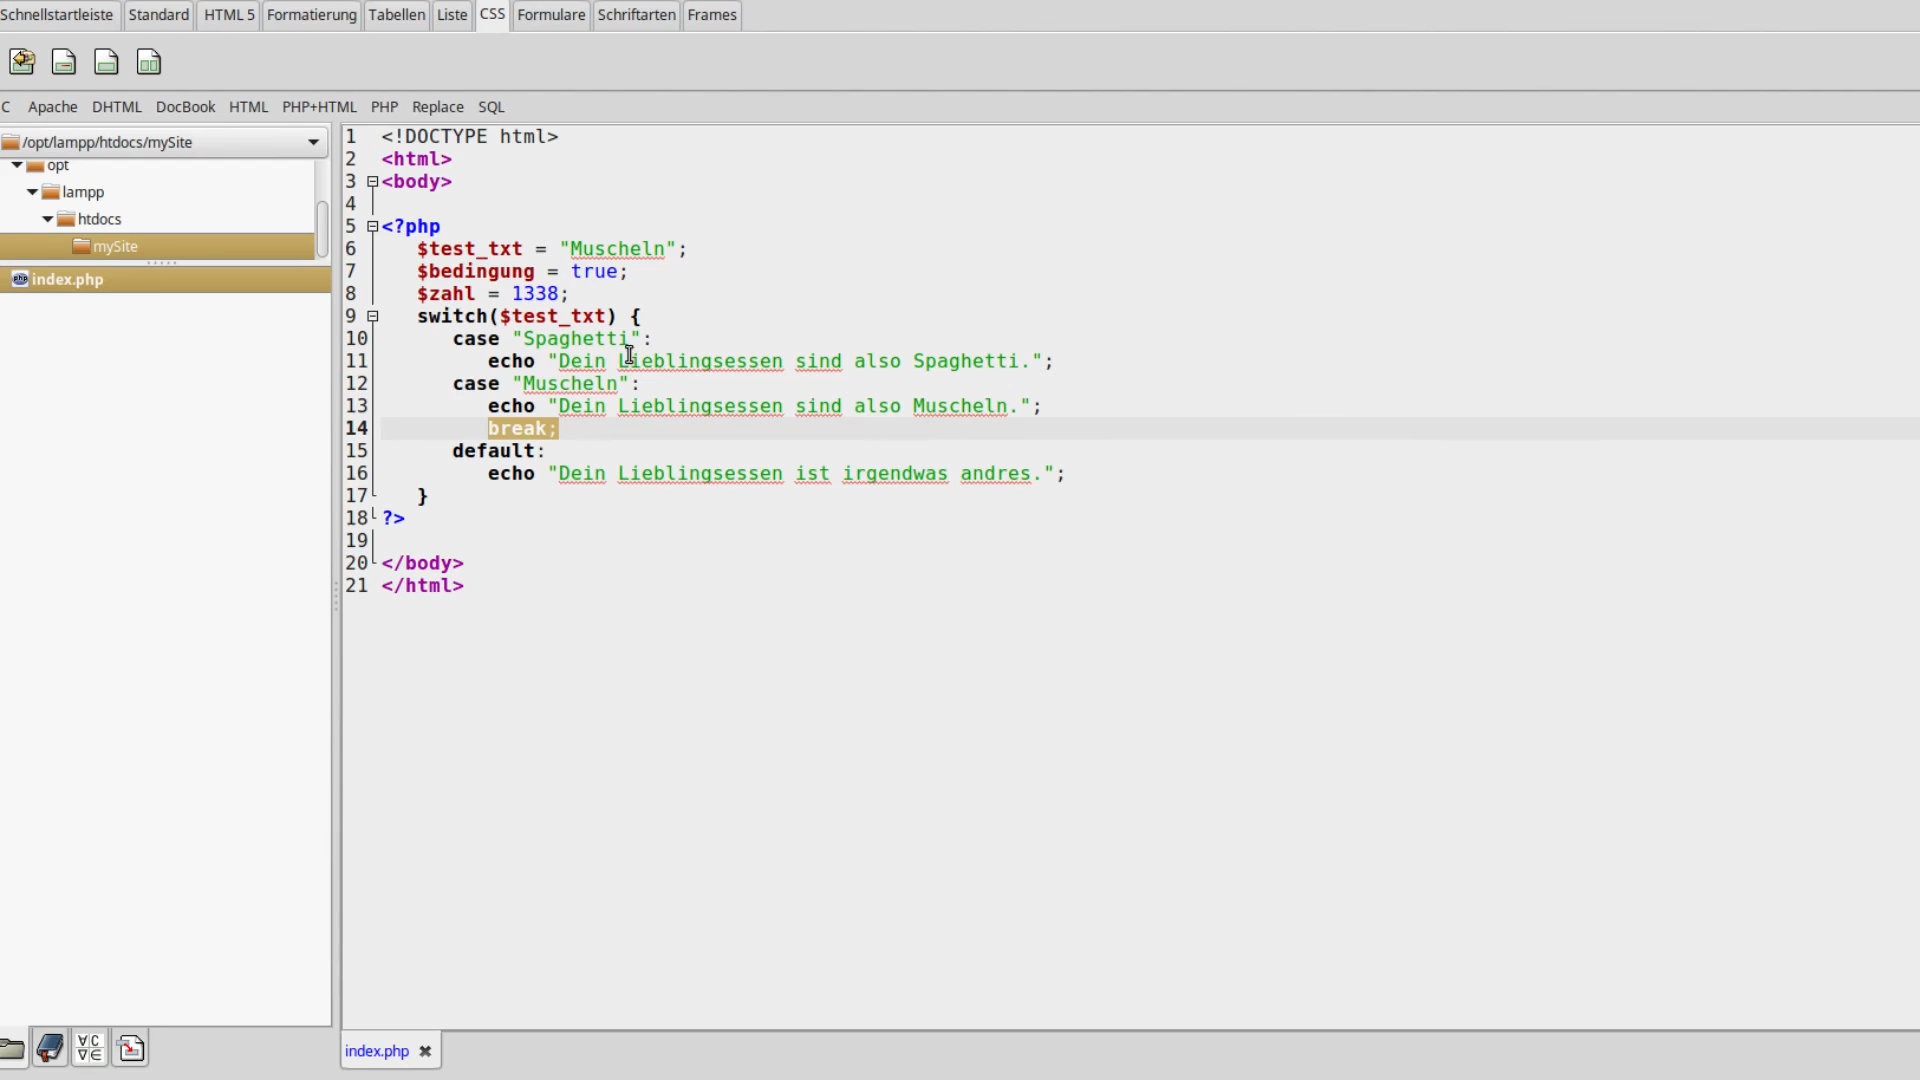 Schnellstartleiste Standard HTML 5 Formatierung Tabellen Liste CSS Formulare Schriftarten Frames
C Apache DHTML DocBook HTML PHP+HTML PHP Replace SQL
/opt/lampp/htdocs/mySite
opt
lampp
htdocs
mySite
index.php
1 <!DOCTYPE html>
2 <html>
3 <body>
4
5 <?php
6 $test_txt = "Muscheln";
7 $bedingung = true;
8 $zahl = 1338;
9 switch($test_txt) {
10 case "Spaghetti":
11 echo "Dein Lieblingsessen sind also Spaghetti.";
12 case "Muscheln":
13 echo "Dein Lieblingsessen sind also Muscheln.";
14 break;
15 default:
16 echo "Dein Lieblingsessen ist irgendwas andres.";
17 }
18 ?>
19
20 </body>
21 </html>
∀C
∇∈
index.php